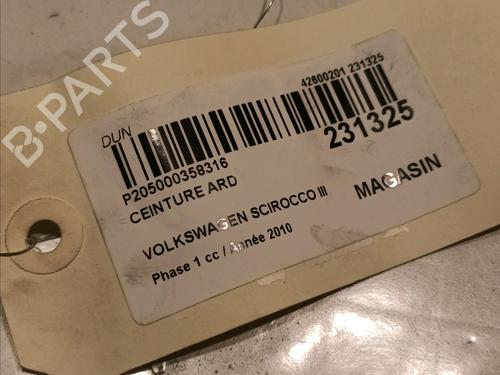 B-PARTS
DUN
42800201 231325
P205000358316
231325
CEINTURE ARD
VOLKSWAGEN SCIROCCO III
MAGASIN
Phase 1 cc / Année 2010